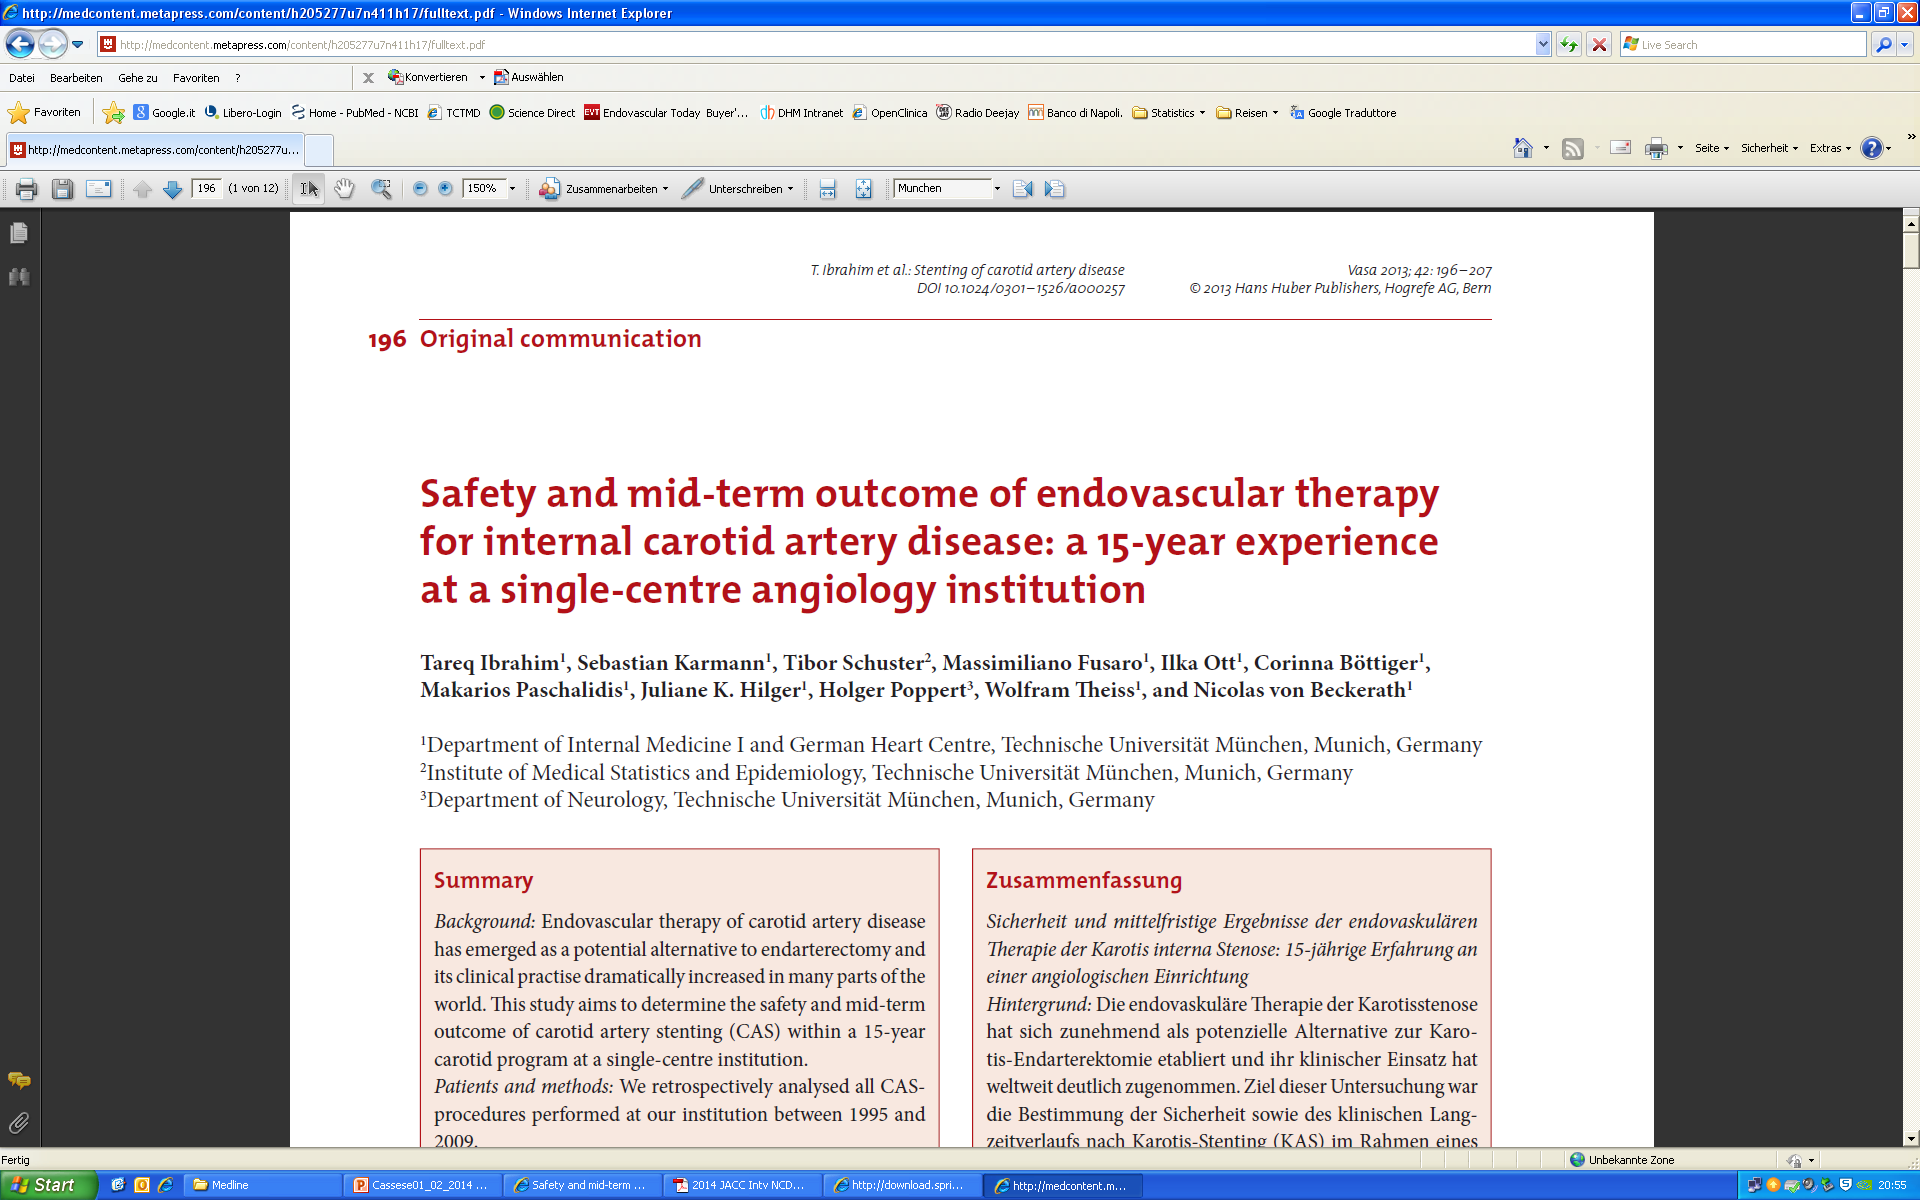 http://medcontent.metapress.com/content/h205277u7n411h17/fulltext.pdf - Windows Internet Explorer
http://medcontent.metapress.com/content/h205277u7n411h17/fulltext.pdf
Live Search
Datei Bearbeiten Gehe zu Favoriten ?
X Konvertieren Auswählen
Favoriten Google.it Libero-Login Home - PubMed - NCBI TCTMD Science Direct EVT Endovascular Today Buyer'... DHM Intranet OpenClinica Radio Deejay Banco di Napoli. Statistics Reisen Google Traduttore
http://medcontent.metapress.com/content/h205277u...
Seite Sicherheit Extras
196 (1 von 12) 150% Zusammenarbeiten Unterschreiben Munchen
T. Ibrahim et al.: Stenting of carotid artery disease
DOI 10.1024/0301–1526/a000257
Vasa 2013; 42: 196–207
© 2013 Hans Huber Publishers, Hogrefe AG, Bern
196 Original communication
Safety and mid-term outcome of endovascular therapy
for internal carotid artery disease: a 15-year experience
at a single-centre angiology institution
Tareq Ibrahim¹, Sebastian Karmann¹, Tibor Schuster², Massimiliano Fusaro¹, Ilka Ott¹, Corinna Böttiger¹,
Makarios Paschalidis¹, Juliane K. Hilger¹, Holger Poppert³, Wolfram Theiss¹, and Nicolas von Beckerath¹
¹Department of Internal Medicine I and German Heart Centre, Technische Universität München, Munich, Germany
²Institute of Medical Statistics and Epidemiology, Technische Universität München, Munich, Germany
³Department of Neurology, Technische Universität München, Munich, Germany
Summary
Background: Endovascular therapy of carotid artery disease
has emerged as a potential alternative to endarterectomy and
its clinical practise dramatically increased in many parts of the
world. This study aims to determine the safety and mid-term
outcome of carotid artery stenting (CAS) within a 15-year
carotid program at a single-centre institution.
Patients and methods: We retrospectively analysed all CAS-
procedures performed at our institution between 1995 and
2009.
Zusammenfassung
Sicherheit und mittelfristige Ergebnisse der endovaskulären
Therapie der Karotis interna Stenose: 15-jährige Erfahrung an
einer angiologischen Einrichtung
Hintergrund: Die endovaskuläre Therapie der Karotisstenose
hat sich zunehmend als potenzielle Alternative zur Karo-
tis-Endarterektomie etabliert und ihr klinischer Einsatz hat
weltweit deutlich zugenommen. Ziel dieser Untersuchung war
die Bestimmung der Sicherheit sowie des klinischen Lang-
zeitverlaufs nach Karotis-Stenting (KAS) im Rahmen eines
Fertig
Unbekannte Zone
Start Medline Cassese01_02_2014 ... Safety and mid-term ... 2014 JACC Intv NCD... http://download.spri... http://medcontent.m... 20:55